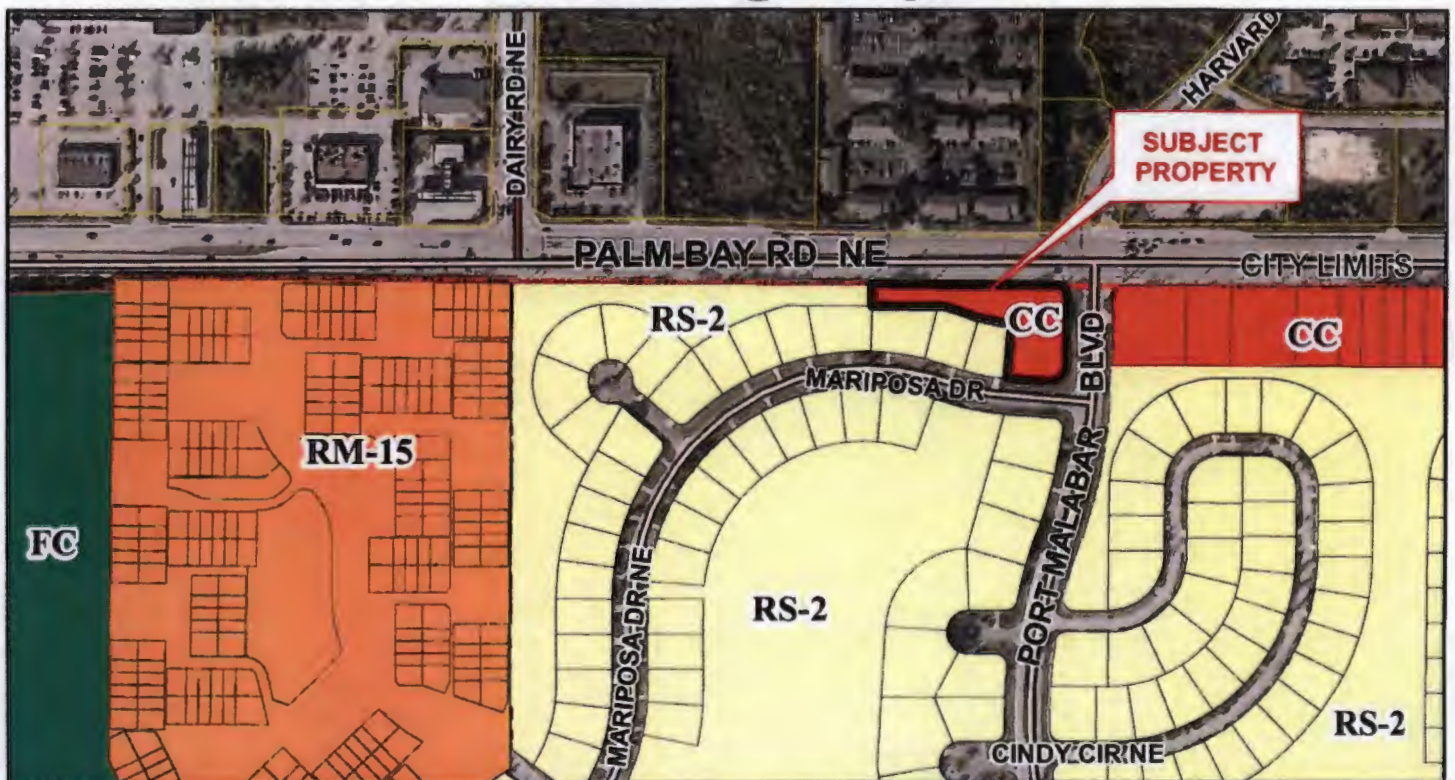 DAIRY RD NE
HARVARD
SUBJECT
PROPERTY
PALM BAY RD NE
CITY LIMITS
RS-2
CC
BLVD
CC
MARIPOSA DR
RM-15
FC
MARIPOSA DR NE
RS-2
PORT MALABAR
RS-2
CINDY CIR NE